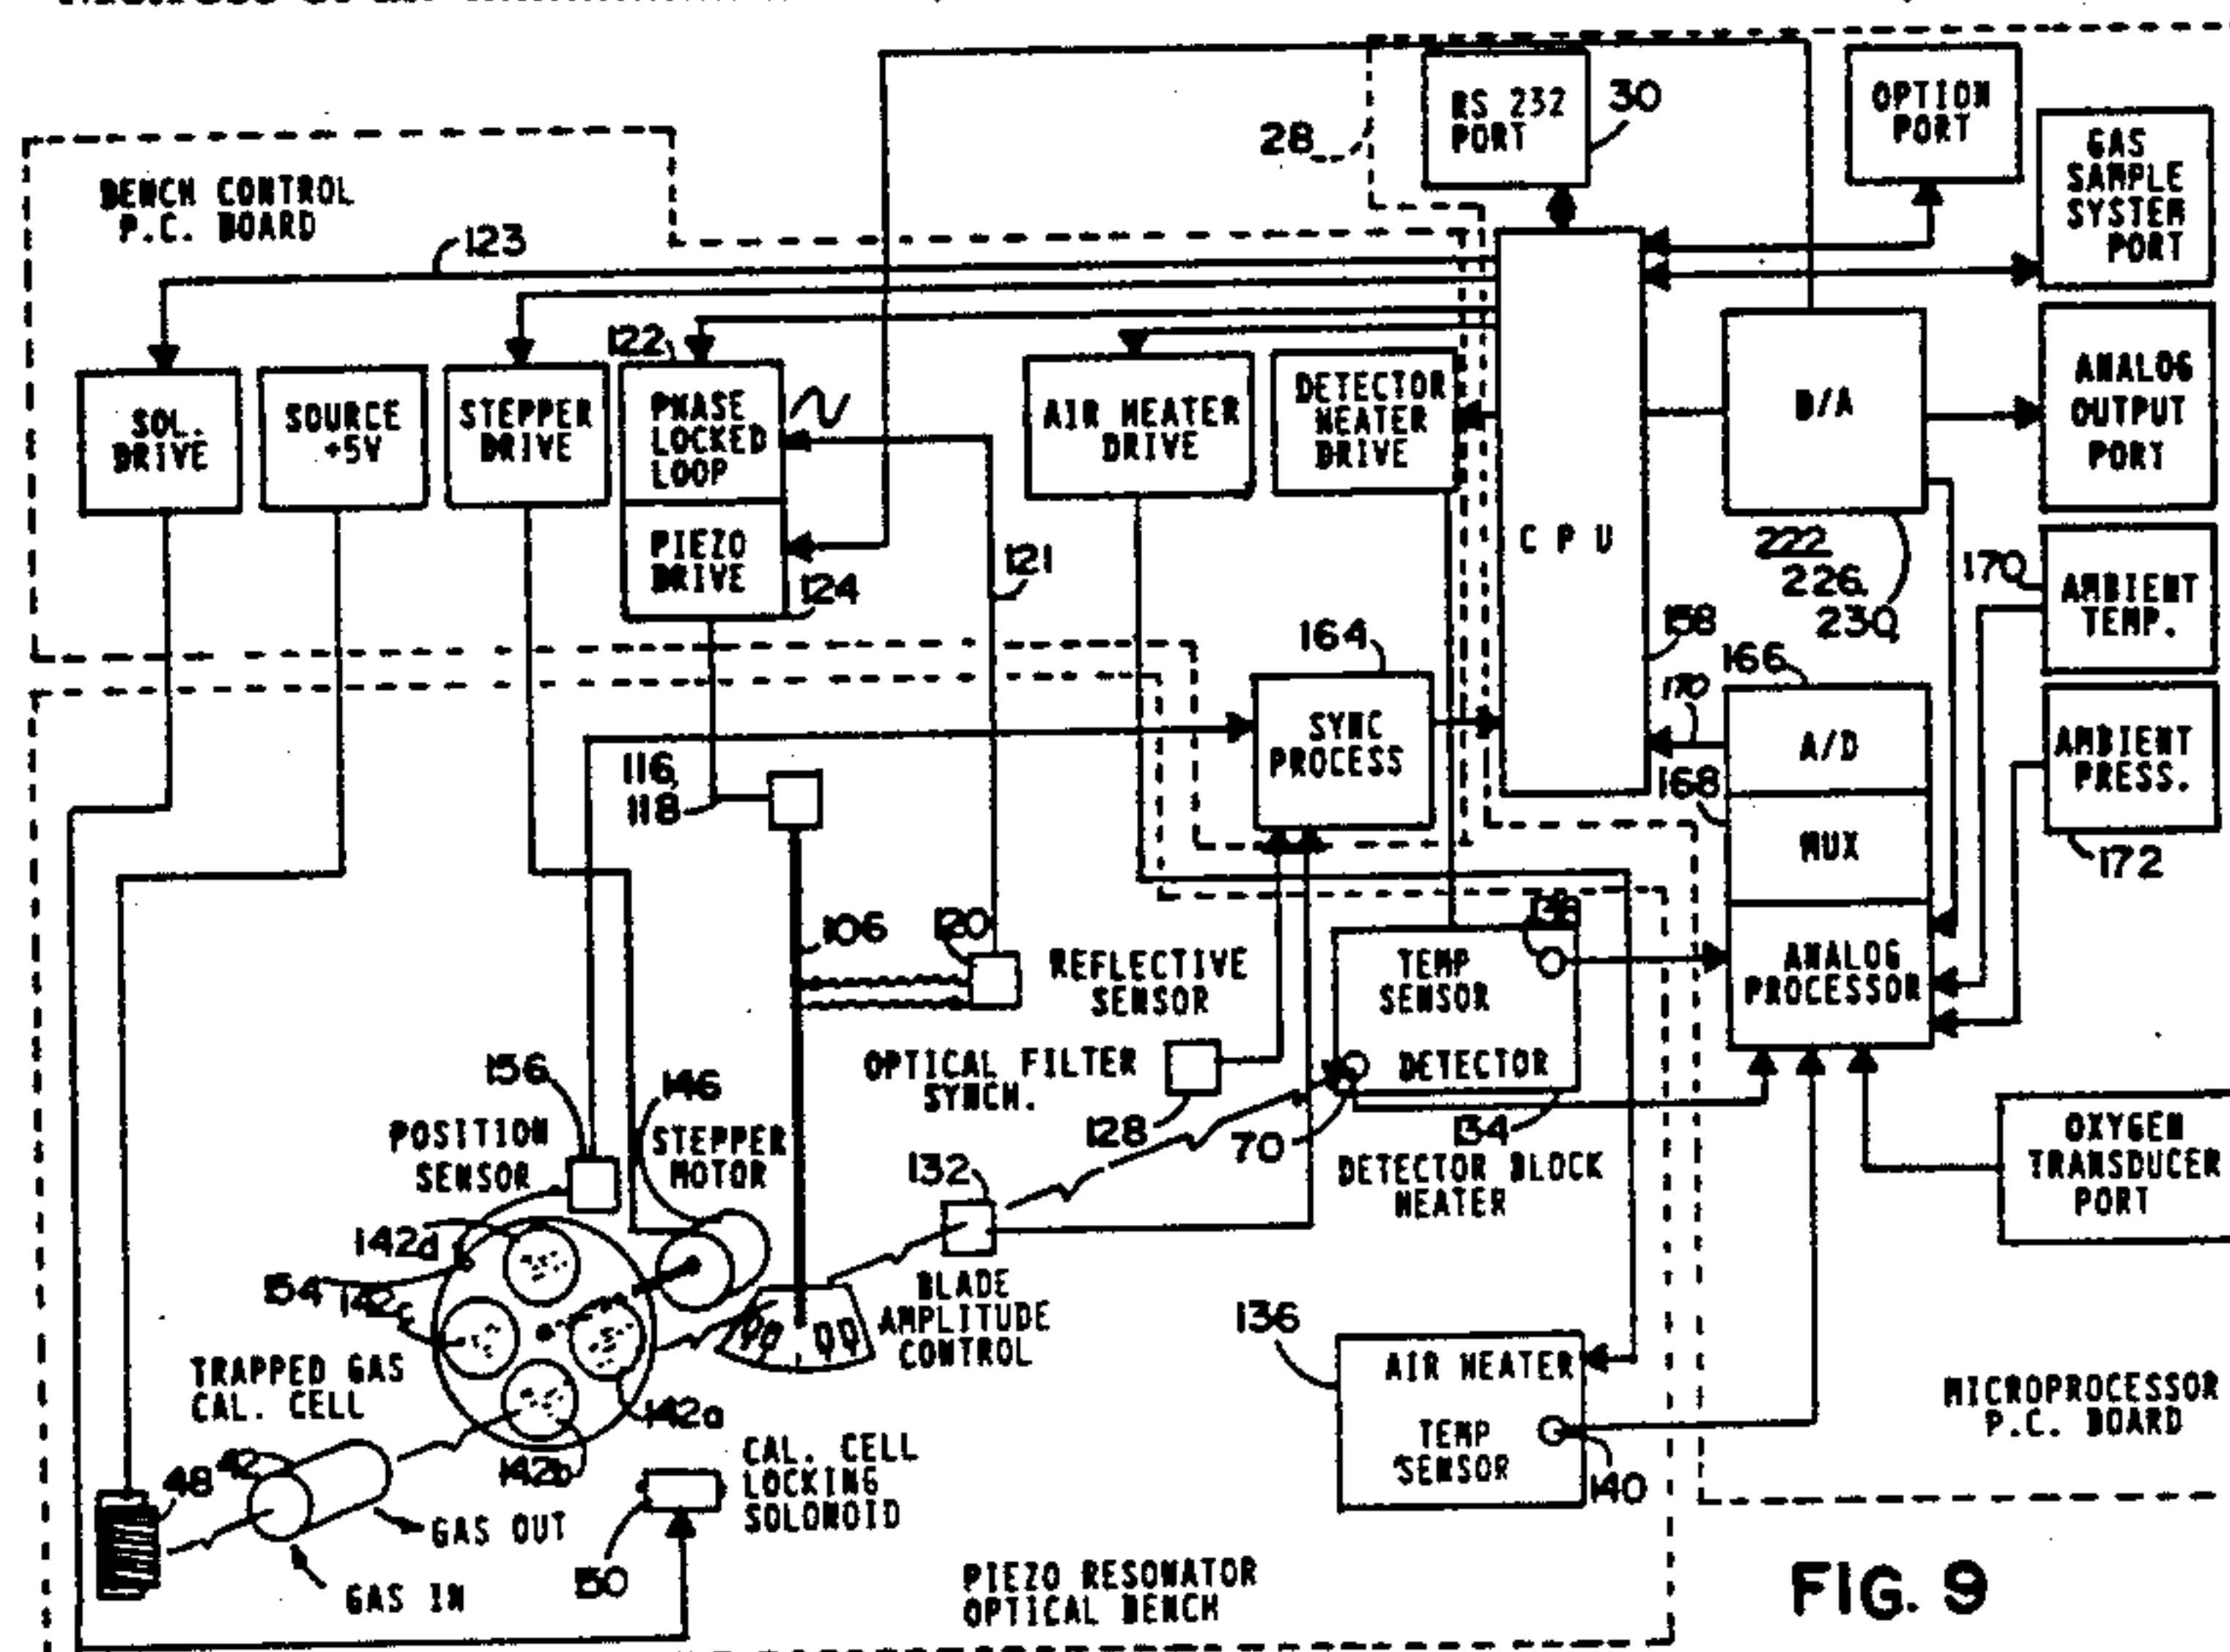 RS 232
PORT
30
OPTION
PORT
28
GAS
SAMPLE
SYSTEM
PORT
BENCH CONTROL
P.C. BOARD
123
122
SOL.
DRIVE
SOURCE
+5V
STEPPER
DRIVE
PHASE
LOCKED
LOOP
PIEZO
DRIVE
124
121
AIR HEATER
DRIVE
DETECTOR
HEATER
DRIVE
CPU
D/A
ANALOG
OUTPUT
PORT
222
226
230
170
AMBIENT
TEMP.
158
164
SYNC
PROCESS
166
170
A/D
168
MUX
AMBIENT
PRESS.
172
116,
118
106
120
REFLECTIVE
SENSOR
TEMP
SENSOR
DETECTOR
ANALOG
PROCESSOR
OPTICAL FILTER
SYNCH.
128
70
134
DETECTOR BLOCK
HEATER
OXYGEN
TRANSDUCER
PORT
156
POSITION
SENSOR
146
STEPPER
MOTOR
132
BLADE
AMPLITUDE
CONTROL
142d
154
142c
142a
142b
TRAPPED GAS
CAL. CELL
136
AIR HEATER
TEMP
SENSOR
140
MICROPROCESSOR
P.C. BOARD
48
42
GAS OUT
GAS IN
CAL. CELL
LOCKING
SOLONOID
150
PIEZO RESONATOR
OPTICAL BENCH
FIG. 9